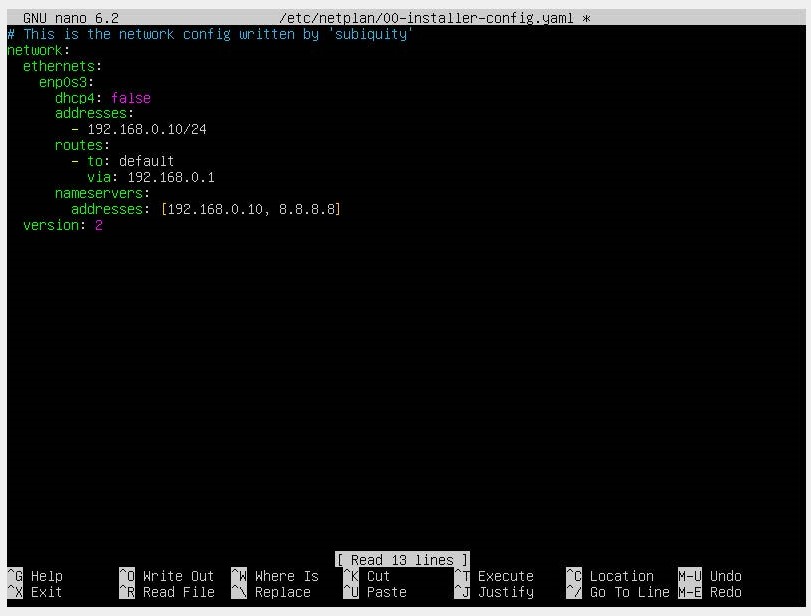 GNU nano 6.2 /etc/netplan/00-installer-config.yaml *
# This is the network config written by 'subiquity'
network:
  ethernets:
    enp0s3:
      dhcp4: false
      addresses:
        - 192.168.0.10/24
      routes:
        - to: default
          via: 192.168.0.1
      nameservers:
        addresses: [192.168.0.10, 8.8.8.8]
  version: 2
[ Read 13 lines ]
^G Help ^O Write Out ^W Where Is ^K Cut ^T Execute ^C Location M-U Undo
^X Exit ^R Read File ^\ Replace ^U Paste ^J Justify ^/ Go To Line M-E Redo